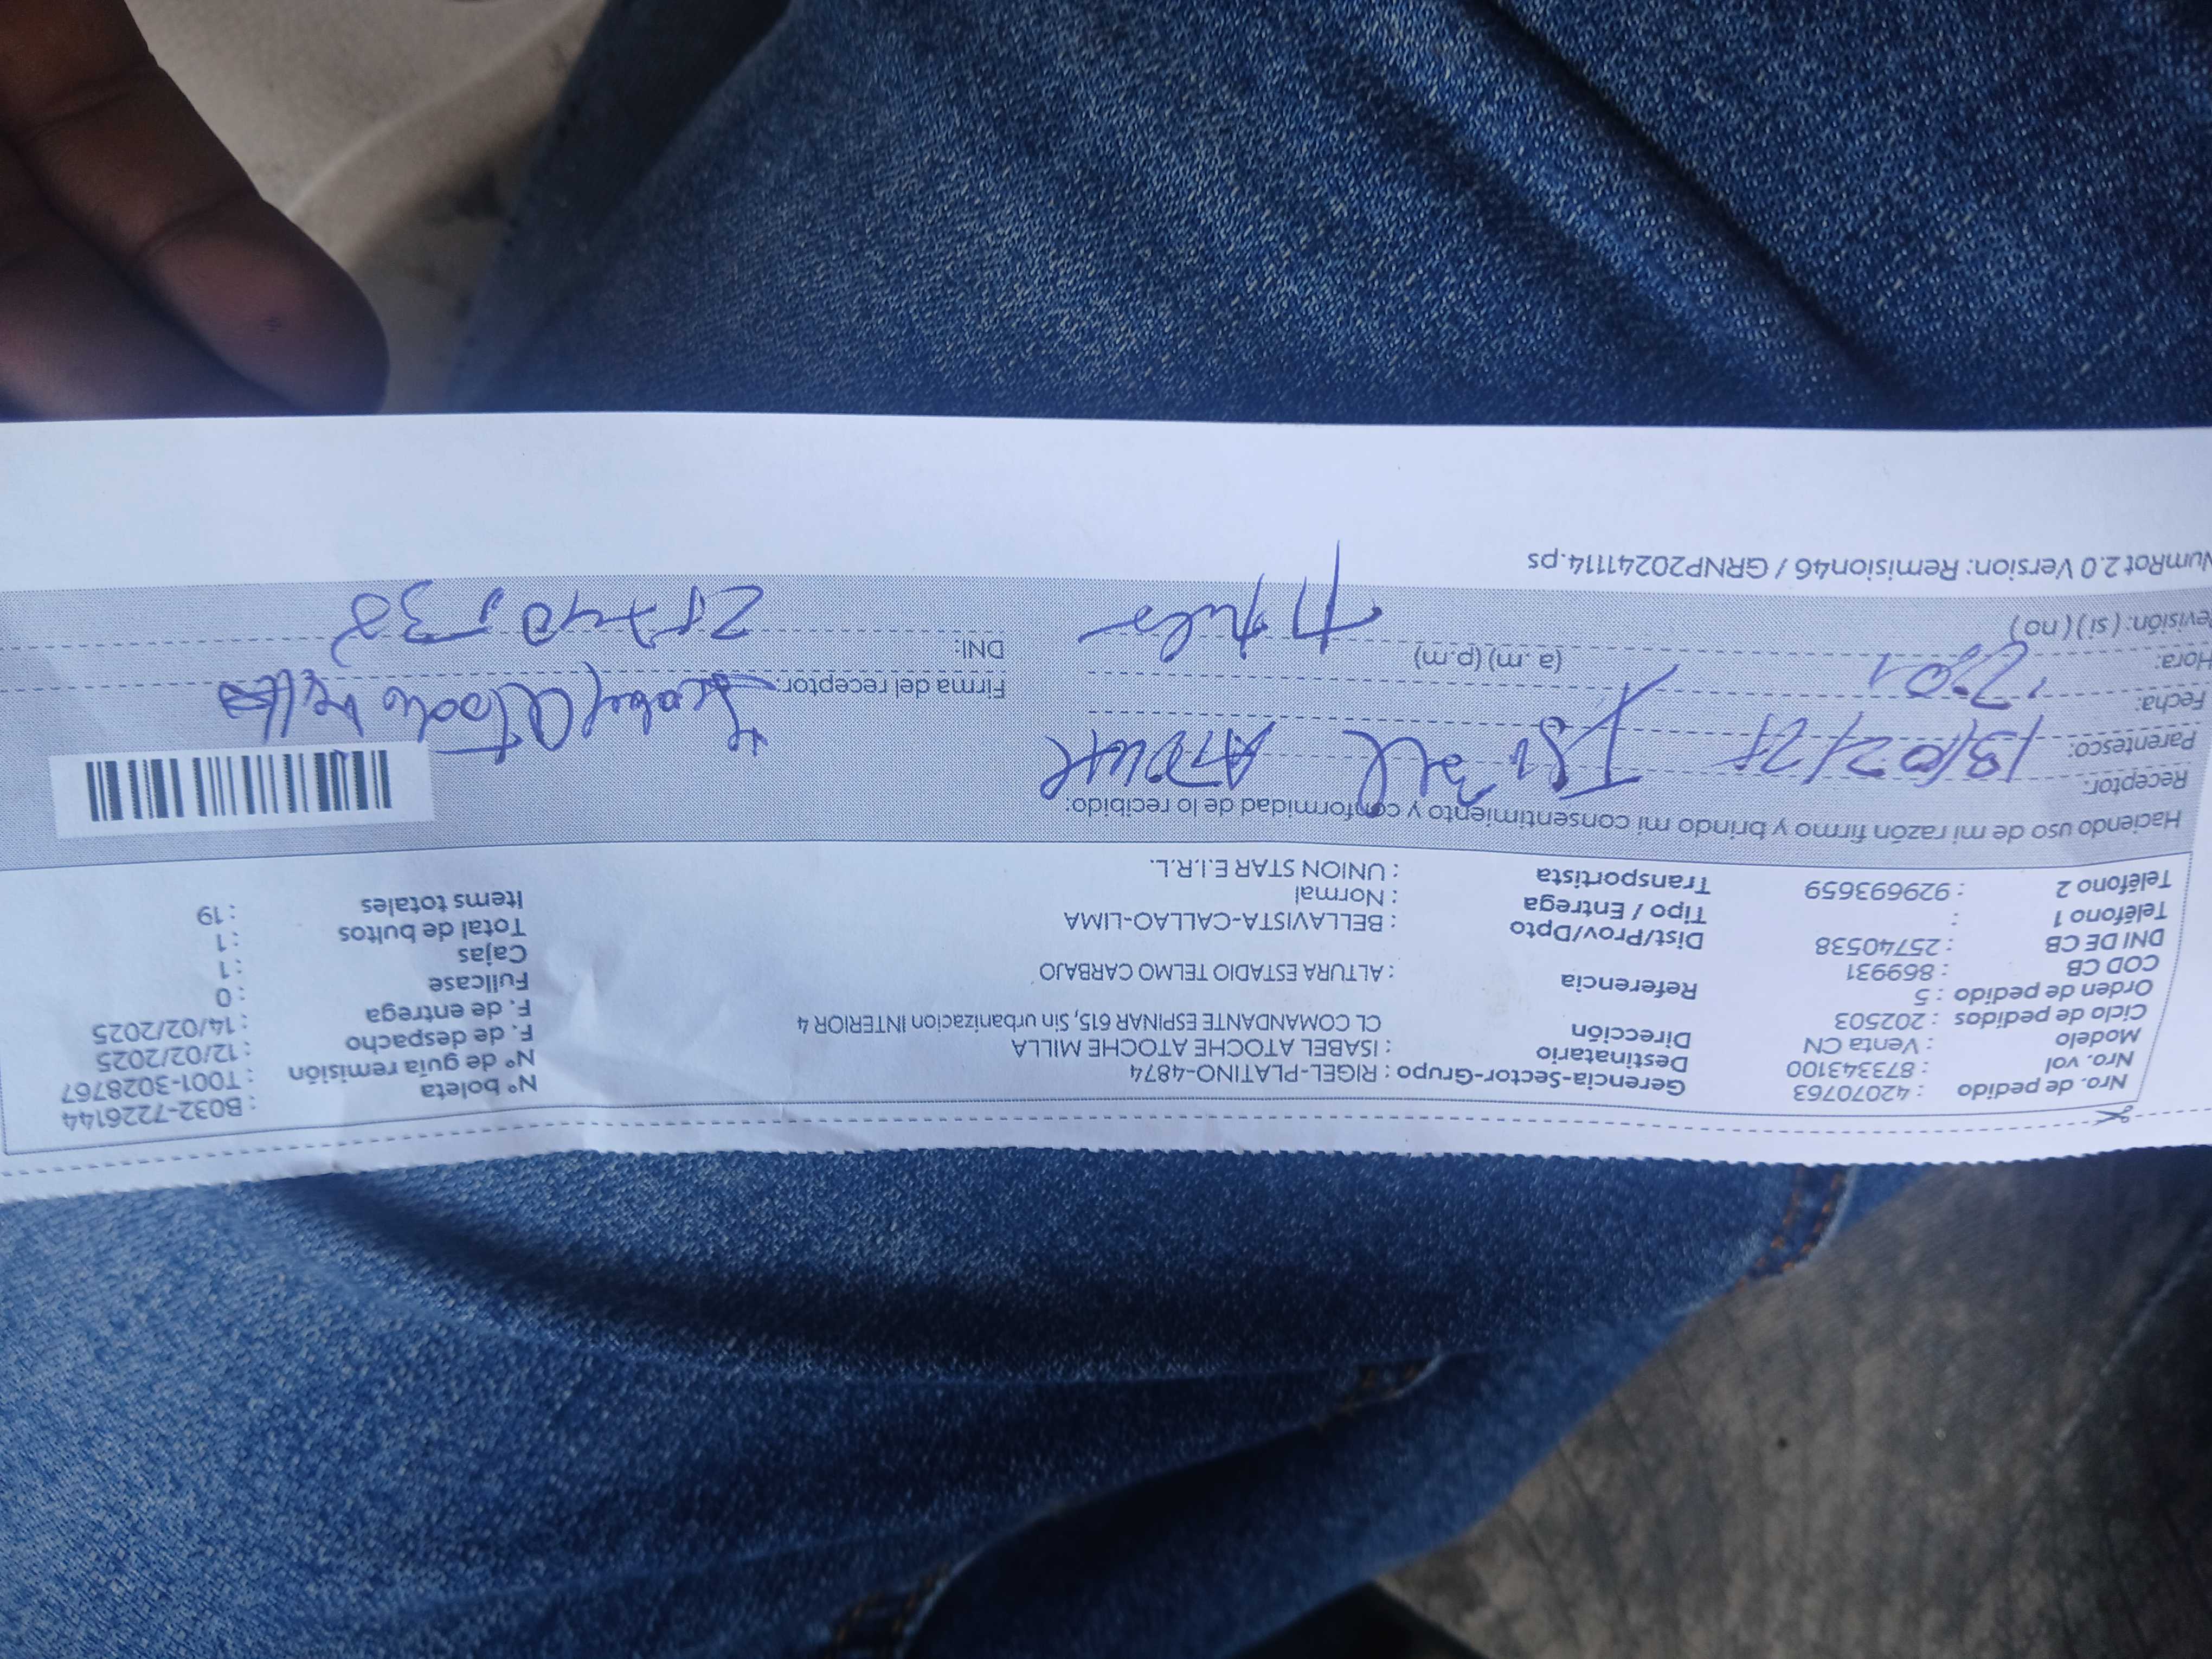 Nro. de pedido : 42070763 Gerencia-Sector-Grupo : RIGEL-PLATINO-4874 Nº boleta : B032-7226144
Nro. vol : 873343100 Destinatario : ISABEL ATOCHE ATOCHE MILLA Nº de guía remisión : T001-3028767
Modelo : Venta CN Dirección CL COMANDANTE ESPINAR 615, Sin urbanizacion INTERIOR 4 F. de despacho : 12/02/2025
Ciclo de pedidos : 202503 F. de entrega : 14/02/2025
Orden de pedido : 5 Referencia : ALTURA ESTADIO TELMO CARBAJO Fullcase : 0
COD CB : 869931 Cajas : 1
DNI DE CB : 25740538 Dist/Prov/Dpto : BELLAVISTA-CALLAO-LIMA Total de bultos : 1
Teléfono 1 : Tipo / Entrega : Normal Items totales : 19
Teléfono 2 : 929693659 Transportista : UNION STAR E.I.R.L.
Haciendo uso de mi razón firmo y brindo mi consentimiento y conformidad de lo recibido:
Receptor:
Parentesco:
13/02/25
Fecha:
Firma del receptor:
Hora: (a. m) (p.m) DNI: 25740538
evisión: ( si ) ( no )
NumRot 2.0 Version: Remision46 / GRNP20241114.ps